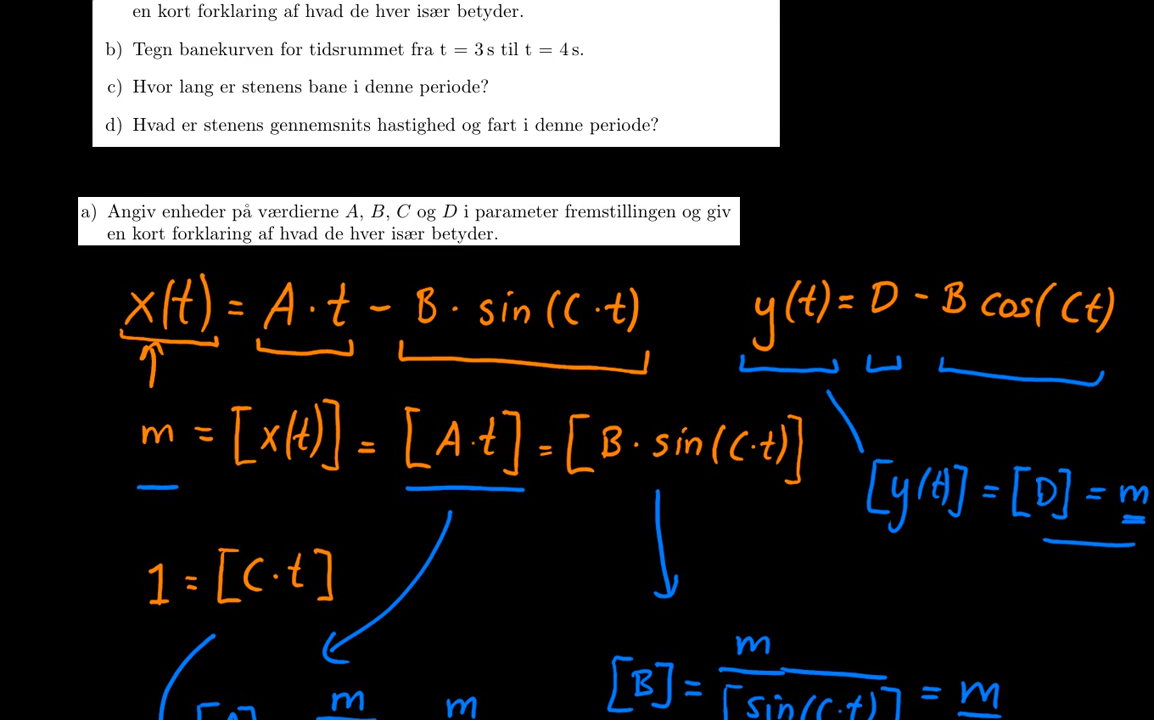 en kort forklaring af hvad de hver især betyder.
b) Tegn banekurven for tidsrummet fra t = 3 s til t = 4 s.
c) Hvor lang er stenens bane i denne periode?
d) Hvad er stenens gennemsnits hastighed og fart i denne periode?
a) Angiv enheder på værdierne A, B, C og D i parameter fremstillingen og giv
en kort forklaring af hvad de hver især betyder.
x(t) = A · t - B · sin(C · t)
y(t) = D - B cos(Ct)
m = [x(t)] = [A·t] = [B · sin(C·t)]
[y(t)] = [D] = m
1 = [C·t]
[B] = m / [sin(C·t)] = m
m m